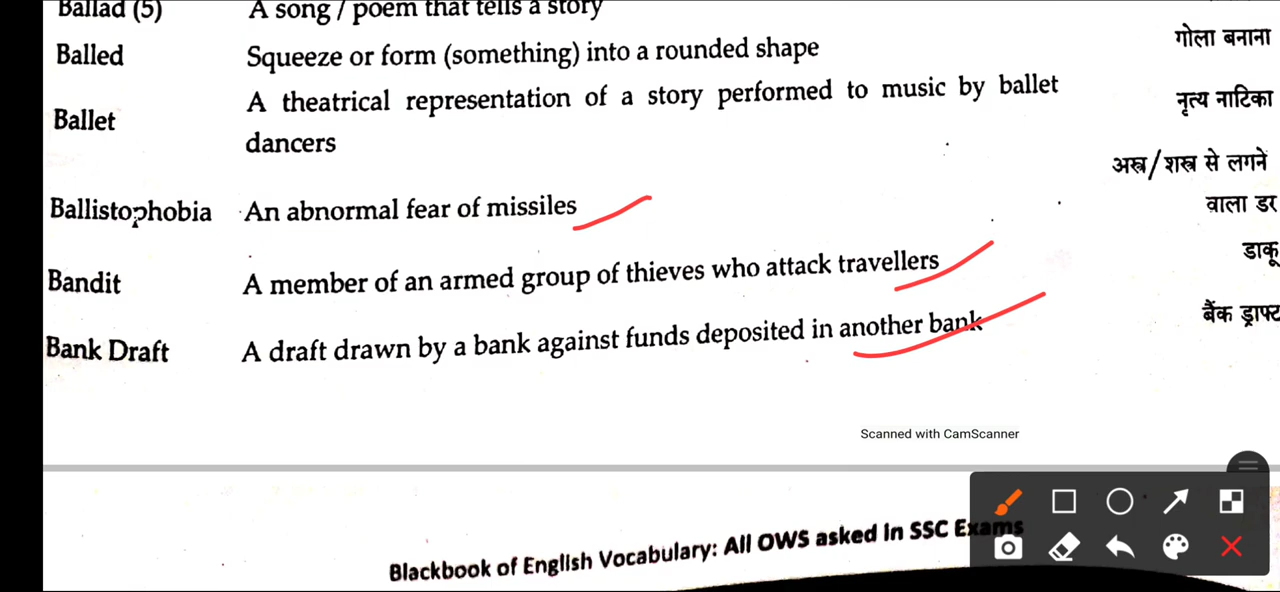 Ballad (5) A song / poem that tells a story
Balled Squeeze or form (something) into a rounded shape गोला बनाना
Ballet A theatrical representation of a story performed to music by ballet dancers नृत्य नाटिका
Ballistophobia An abnormal fear of missiles अस्त्र/शस्त्र से लगने वाला डर
Bandit A member of an armed group of thieves who attack travellers डाकू
Bank Draft A draft drawn by a bank against funds deposited in another bank बैंक ड्राफ्ट
Scanned with CamScanner
Blackbook of English Vocabulary: All OWS asked in SSC Exams